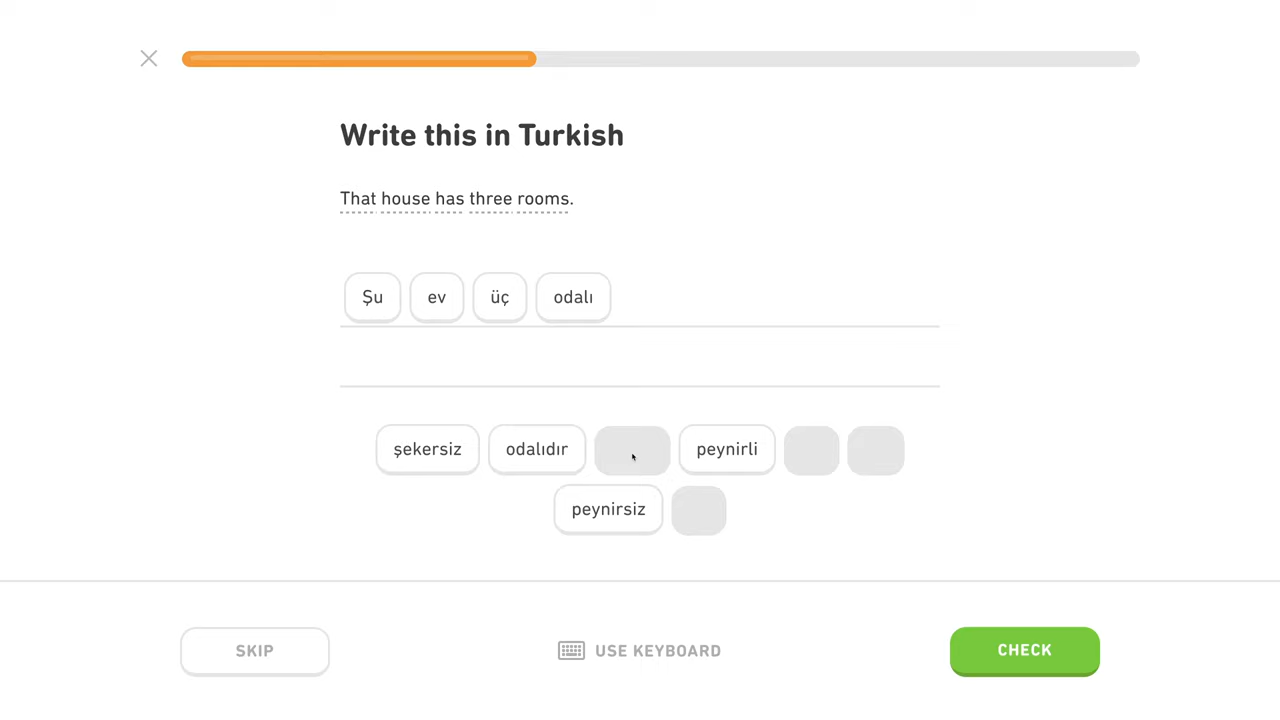 Write this in Turkish
That house has three rooms.
Şu ev üç odalı
şekersiz odalıdır peynirli
peynirsiz
SKIP USE KEYBOARD CHECK